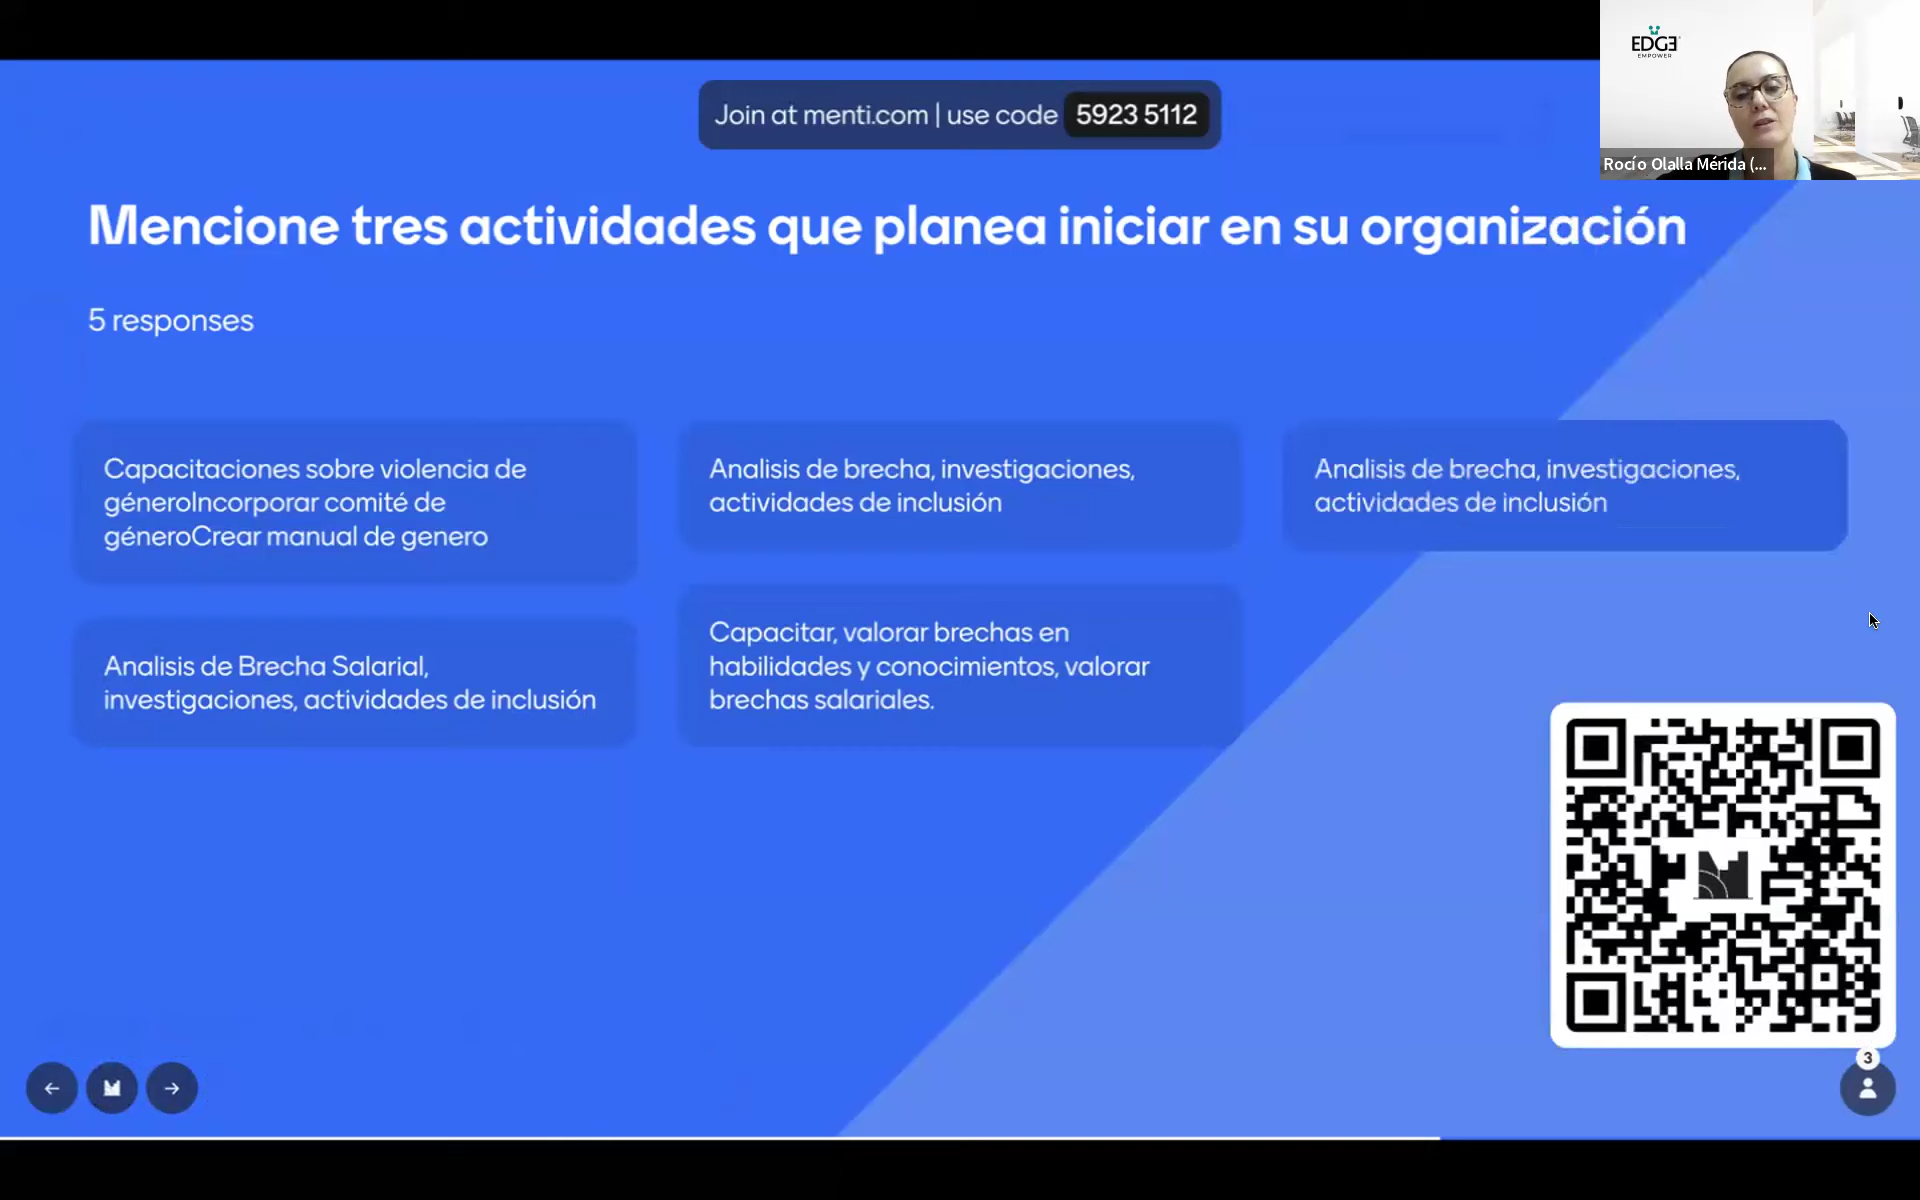 EDGE
EMPOWER
Rocío Olalla Mérida (...
Join at menti.com | use code 5923 5112
Mencione tres actividades que planea iniciar en su organización
5 responses
Capacitaciones sobre violencia de
géneroIncorporar comité de
géneroCrear manual de genero
Analisis de brecha, investigaciones,
actividades de inclusión
Analisis de brecha, investigaciones,
actividades de inclusión
Analisis de Brecha Salarial,
investigaciones, actividades de inclusión
Capacitar, valorar brechas en
habilidades y conocimientos, valorar
brechas salariales.
3